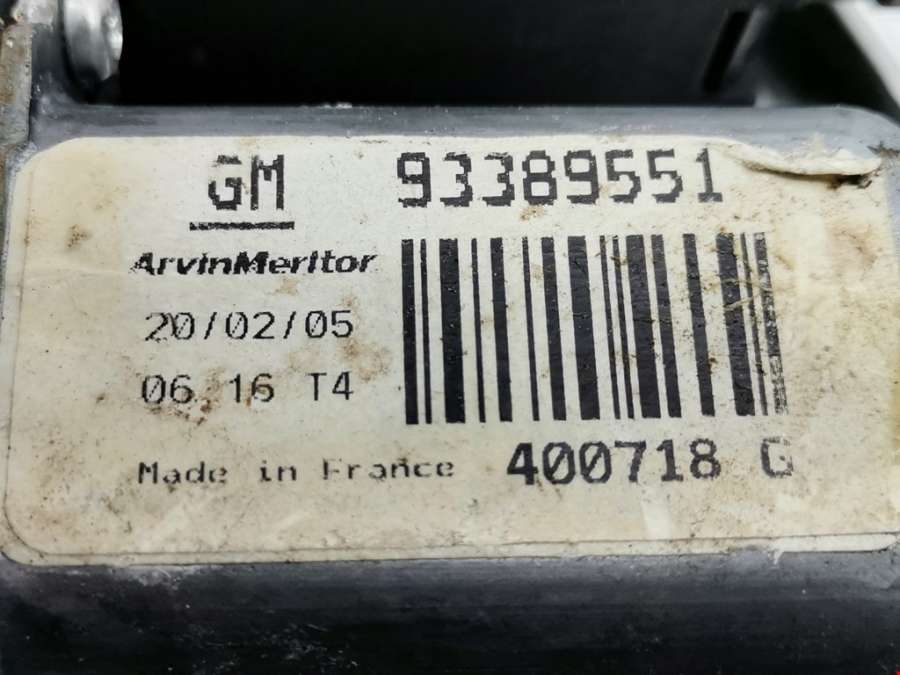 GM 93389551
ArvinMeritor
20/02/05
06 16 T4
Made in France 400718 G